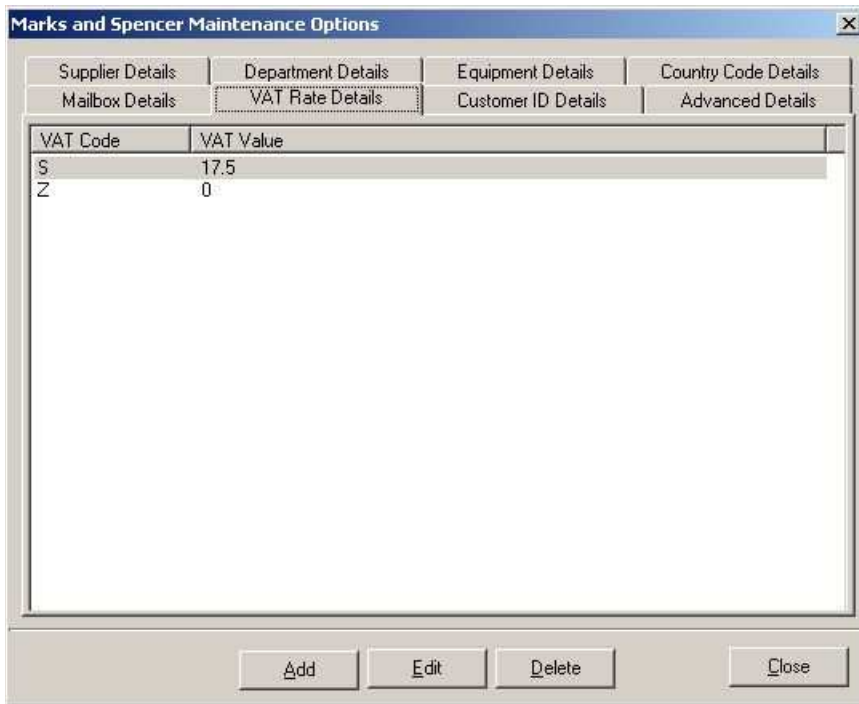 Marks and Spencer Maintenance Options
Supplier Details Department Details Equipment Details Country Code Details
Mailbox Details VAT Rate Details Customer ID Details Advanced Details
VAT Code VAT Value
S 17.5
Z 0
Add Edit Delete Close